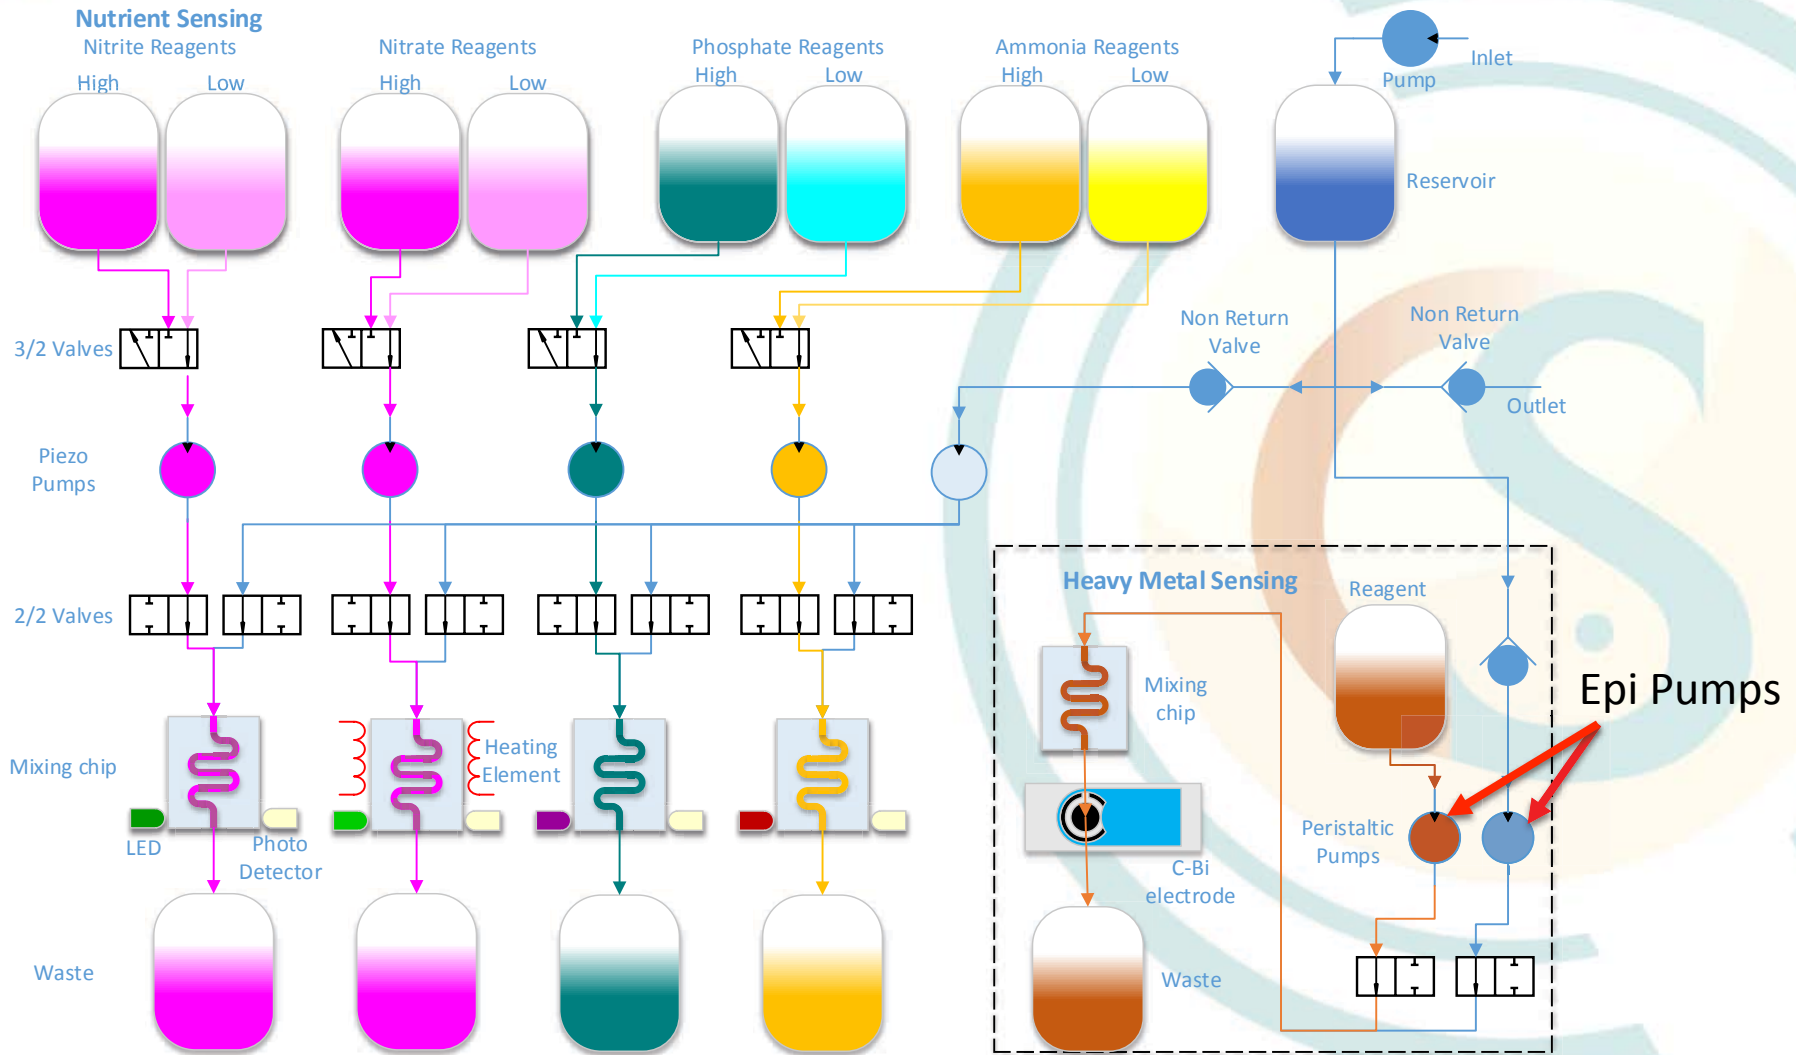 Nutrient Sensing
Nitrite Reagents
High
Low
Nitrate Reagents
High
Low
Phosphate Reagents
High
Low
Ammonia Reagents
High
Low
Inlet
Pump
Reservoir
3/2 Valves
Non Return
Valve
Non Return
Valve
Outlet
Piezo
Pumps
2/2 Valves
Heavy Metal Sensing
Reagent
Mixing
chip
Epi Pumps
Mixing chip
Heating
Element
LED
Photo
Detector
Peristaltic
Pumps
C-Bi
electrode
Waste
Waste